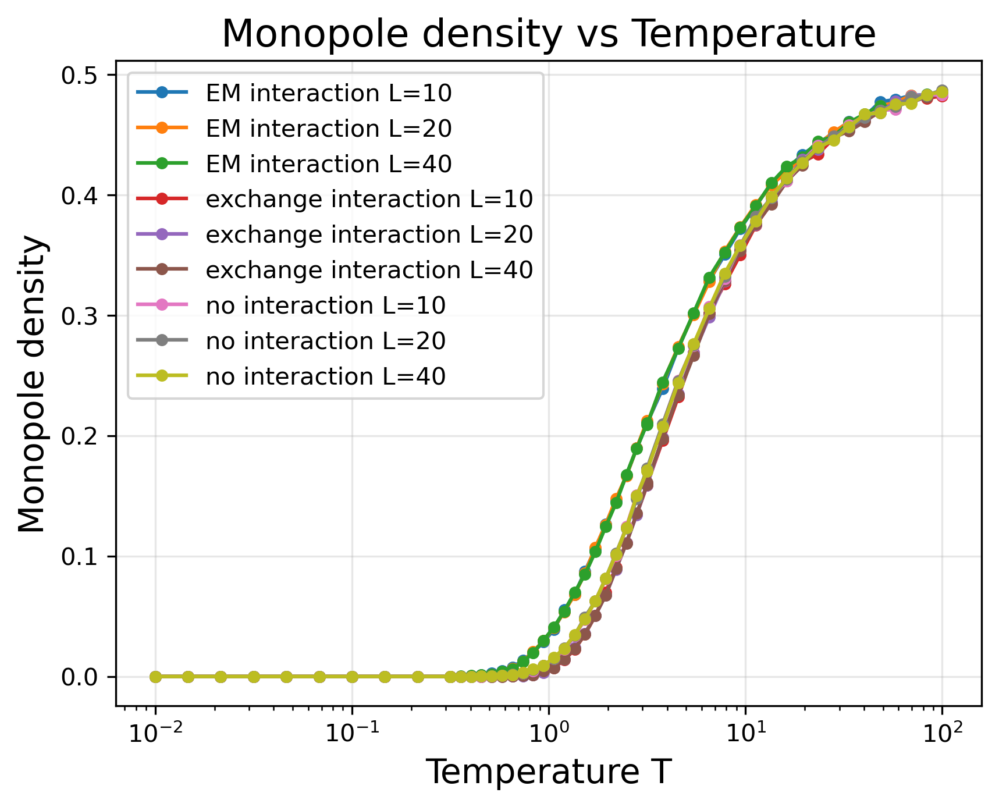 Monopole density vs Temperature
EM interaction L=10
EM interaction L=20
EM interaction L=40
exchange interaction L=10
exchange interaction L=20
exchange interaction L=40
no interaction L=10
no interaction L=20
no interaction L=40
Monopole density
0.5
0.4
0.3
0.2
0.1
0.0
10⁻² 10⁻¹ 10⁰ 10¹ 10²
Temperature T